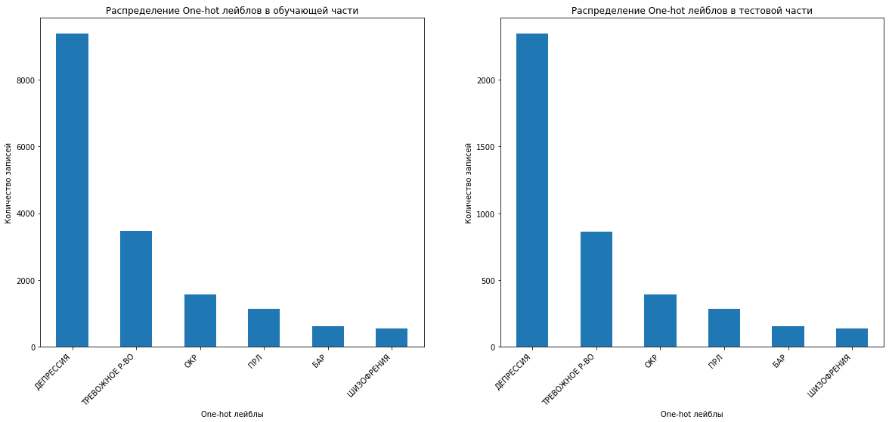 Распределение One-hot лейблов в обучающей части
Количество записей
8000
6000
4000
2000
0
ДЕПРЕССИЯ
ТРЕВОЖНОЕ Р-ВО
ОКР
ПРЛ
БАР
ШИЗОФРЕНИЯ
One-hot лейблы
Распределение One-hot лейблов в тестовой части
Количество записей
2000
1500
1000
500
0
ДЕПРЕССИЯ
ТРЕВОЖНОЕ Р-ВО
ОКР
ПРЛ
БАР
ШИЗОФРЕНИЯ
One-hot лейблы